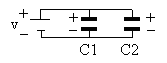 + + +
v
- - -
C1 C2